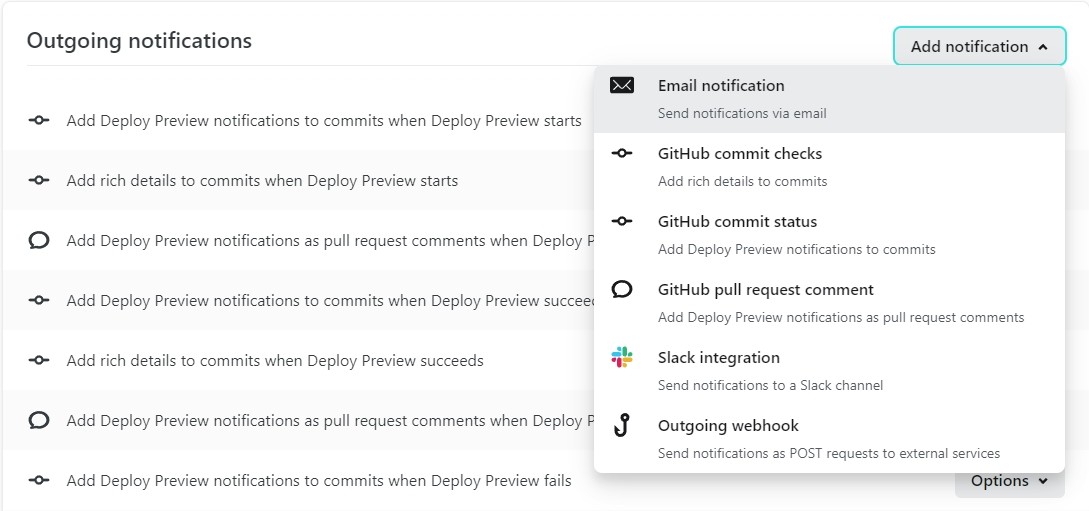 Outgoing notifications
Add notification
Email notification
Send notifications via email
GitHub commit checks
Add rich details to commits
GitHub commit status
Add Deploy Preview notifications to commits
GitHub pull request comment
Add Deploy Preview notifications as pull request comments
Slack integration
Send notifications to a Slack channel
Outgoing webhook
Send notifications as POST requests to external services
Add Deploy Preview notifications to commits when Deploy Preview starts
Add rich details to commits when Deploy Preview starts
Add Deploy Preview notifications as pull request comments when Deploy
Add Deploy Preview notifications to commits when Deploy Preview
Add rich details to commits when Deploy Preview succeeds
Add Deploy Preview notifications as pull request comments when Deploy
Add Deploy Preview notifications to commits when Deploy Preview fails
Options